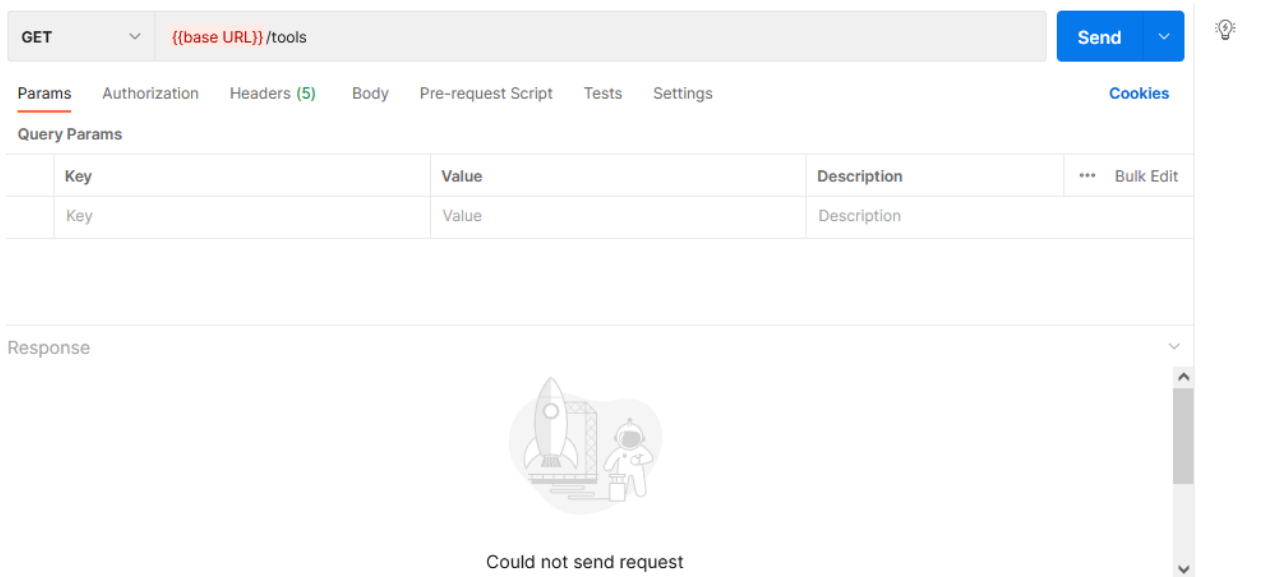 GET {{base URL}}/tools Send
Params Authorization Headers (5) Body Pre-request Script Tests Settings Cookies
Query Params
Key Value Description ••• Bulk Edit
Key Value Description
Response
Could not send request